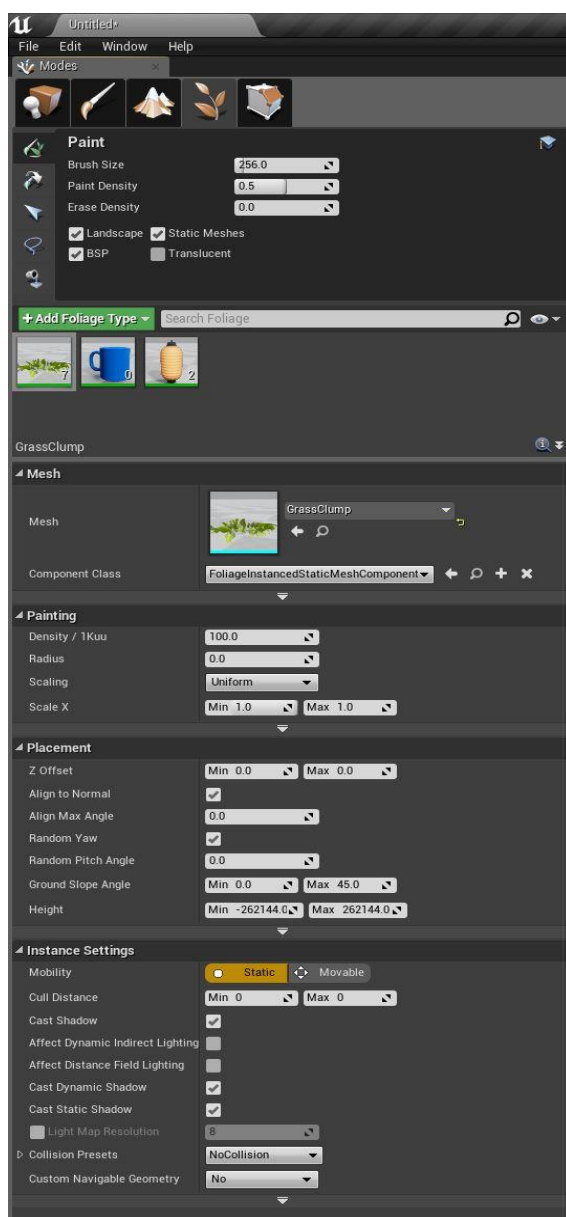 Untitled*
File Edit Window Help
Modes
Paint
Brush Size 256.0
Paint Density 0.5
Erase Density 0.0
Landscape Static Meshes
BSP Translucent
+Add Foliage Type Search Foliage
7 0 2
GrassClump
Mesh
Mesh GrassClump
Component Class FoliageInstancedStaticMeshComponent
Painting
Density / 1Kuu 100.0
Radius 0.0
Scaling Uniform
Scale X Min 1.0 Max 1.0
Placement
Z Offset Min 0.0 Max 0.0
Align to Normal
Align Max Angle 0.0
Random Yaw
Random Pitch Angle 0.0
Ground Slope Angle Min 0.0 Max 45.0
Height Min -262144.0 Max 262144.0
Instance Settings
Mobility Static Movable
Cull Distance Min 0 Max 0
Cast Shadow
Affect Dynamic Indirect Lighting
Affect Distance Field Lighting
Cast Dynamic Shadow
Cast Static Shadow
Light Map Resolution 8
Collision Presets NoCollision
Custom Navigable Geometry No